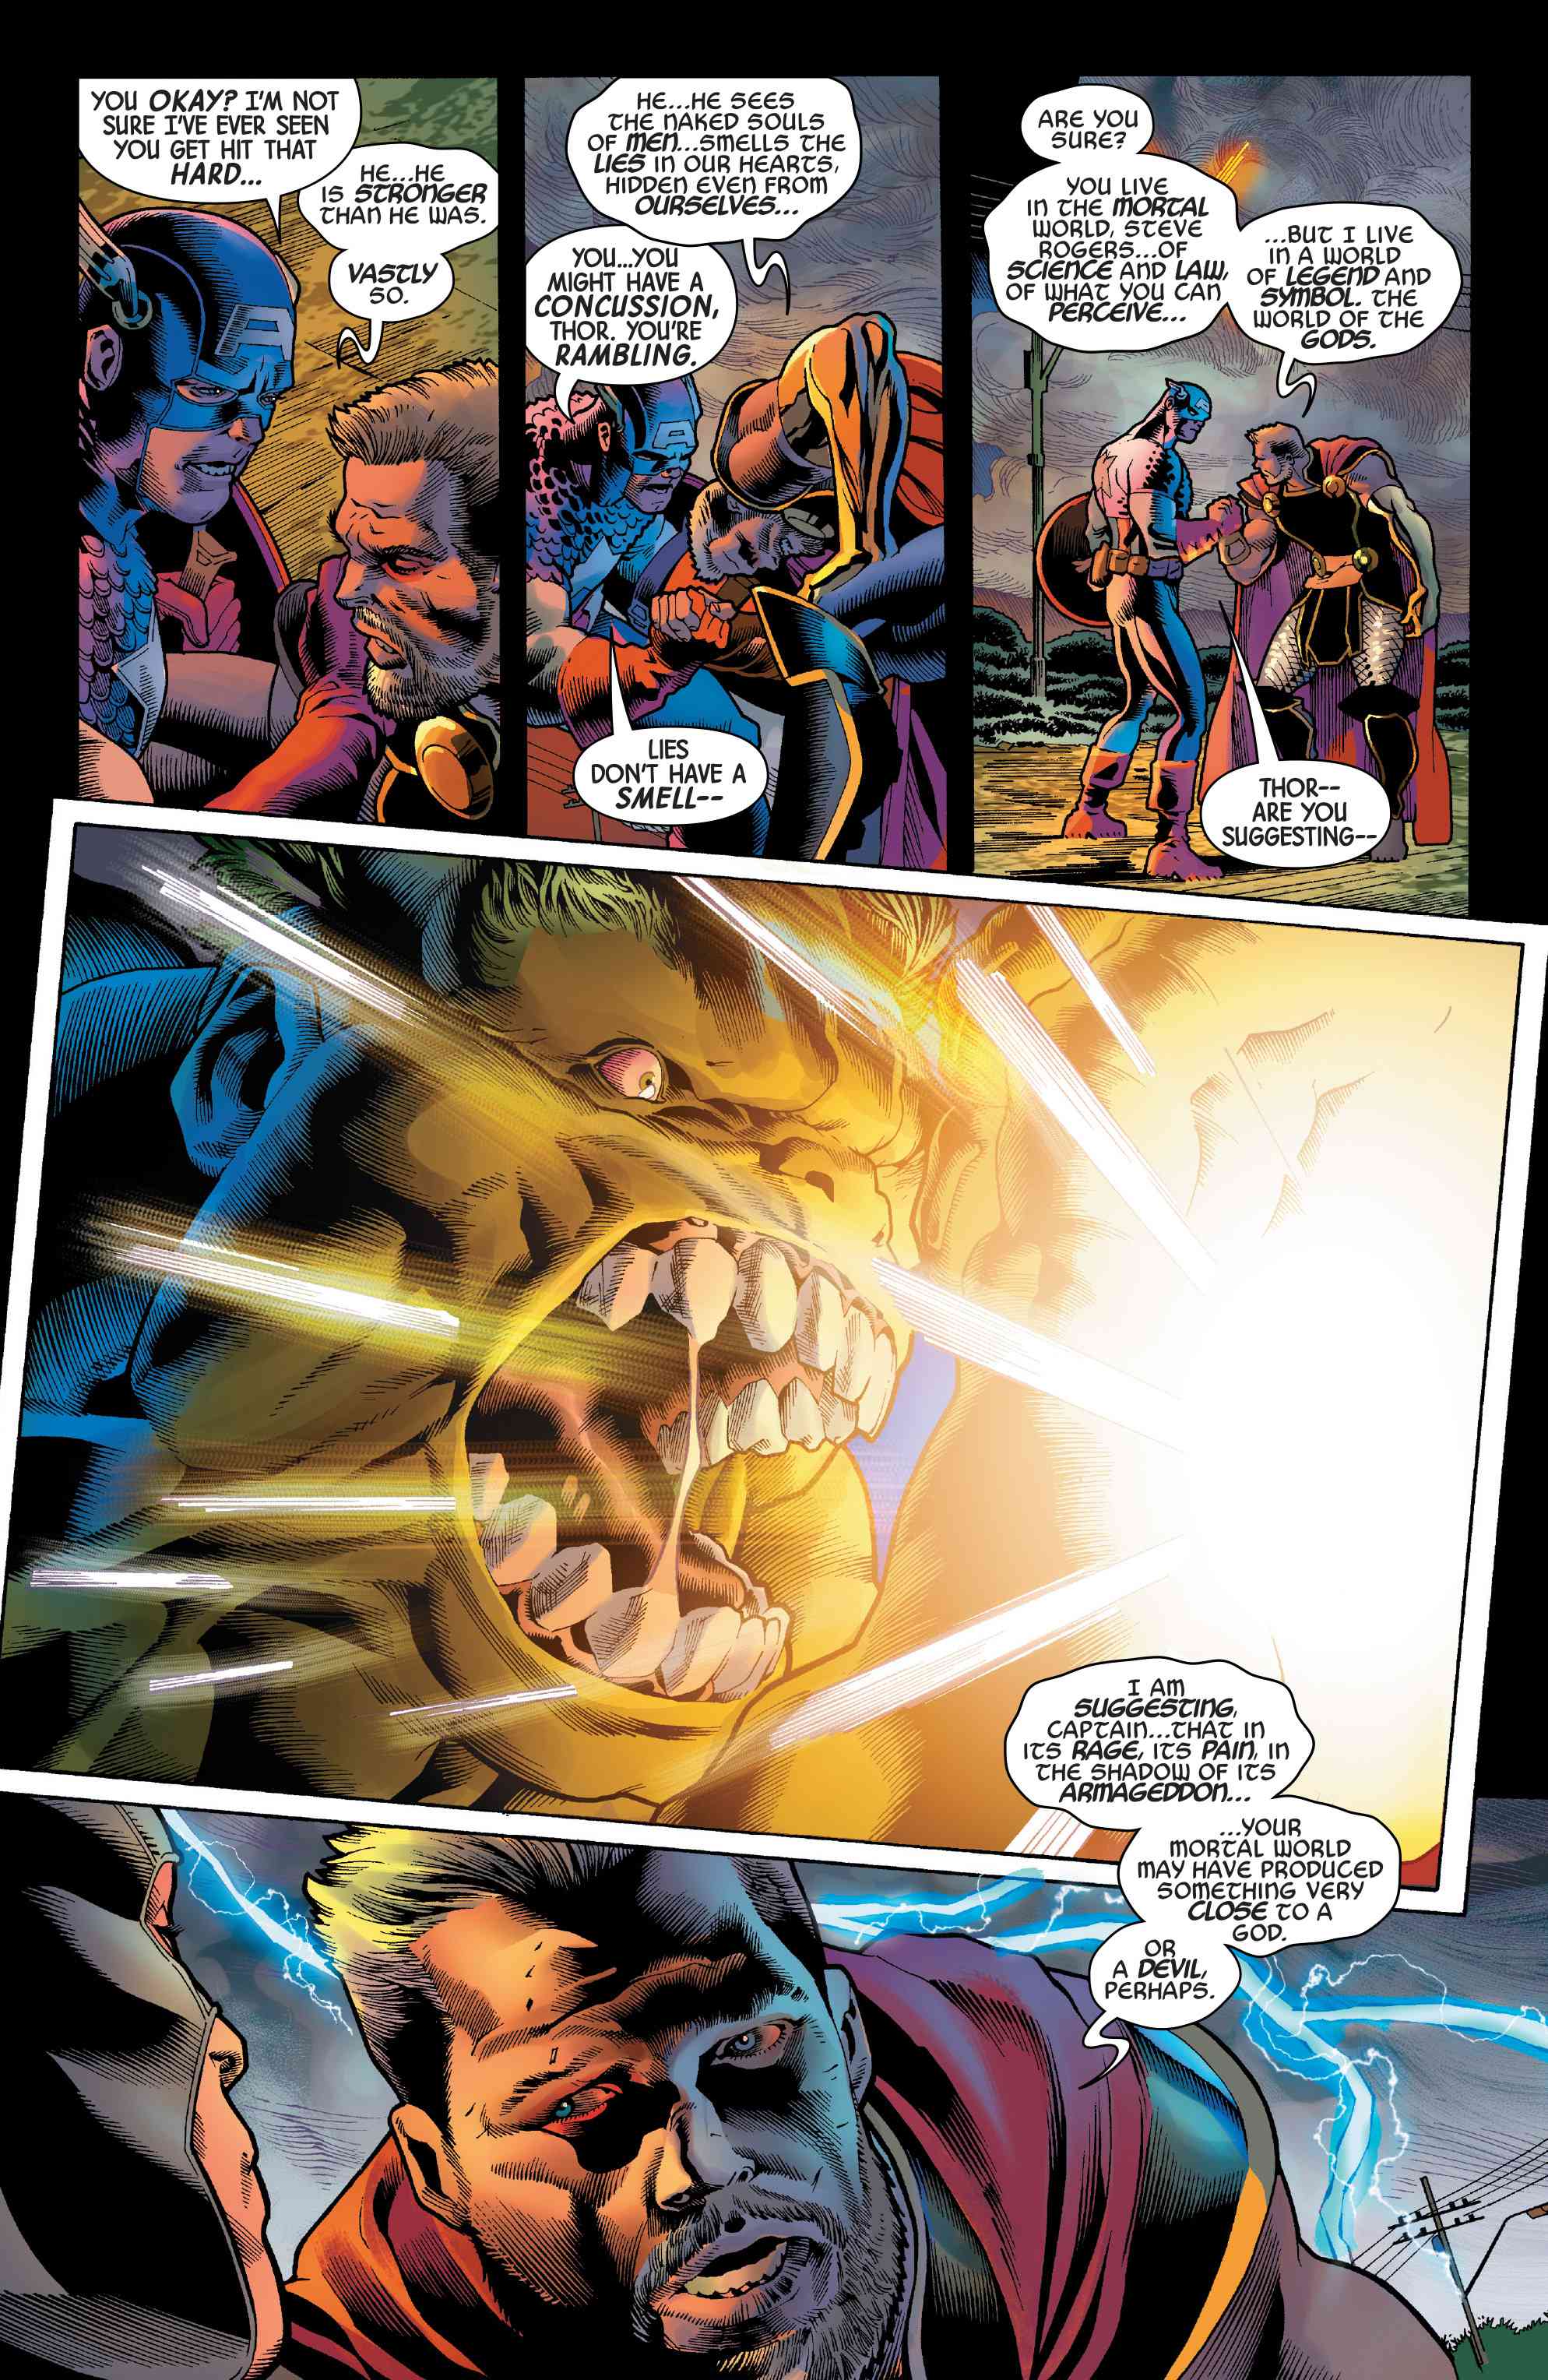 YOU OKAY? I'M NOT
SURE I'VE EVER SEEN
YOU GET HIT THAT
HARD...
HE...HE
IS STRONGER
THAN HE WAS.
VASTLY
SO.
HE...HE SEES
THE NAKED SOULS
OF MEN...SMELLS THE
LIES IN OUR HEARTS,
HIDDEN EVEN FROM
OURSELVES...
YOU...YOU
MIGHT HAVE A
CONCUSSION,
THOR. YOU'RE
RAMBLING.
LIES
DON'T HAVE A
SMELL--
ARE YOU
SURE?
YOU LIVE
IN THE MORTAL
WORLD, STEVE
ROGERS...OF
SCIENCE AND LAW,
OF WHAT YOU CAN
PERCEIVE...
...BUT I LIVE
IN A WORLD
OF LEGEND AND
SYMBOL. THE
WORLD OF THE
GODS.
THOR--
ARE YOU
SUGGESTING--
I AM
SUGGESTING,
CAPTAIN...THAT IN
ITS RAGE, ITS PAIN, IN
THE SHADOW OF ITS
ARMAGEDDON...
...YOUR
MORTAL WORLD
MAY HAVE PRODUCED
SOMETHING VERY
CLOSE TO A
GOD.
OR
A DEVIL,
PERHAPS.